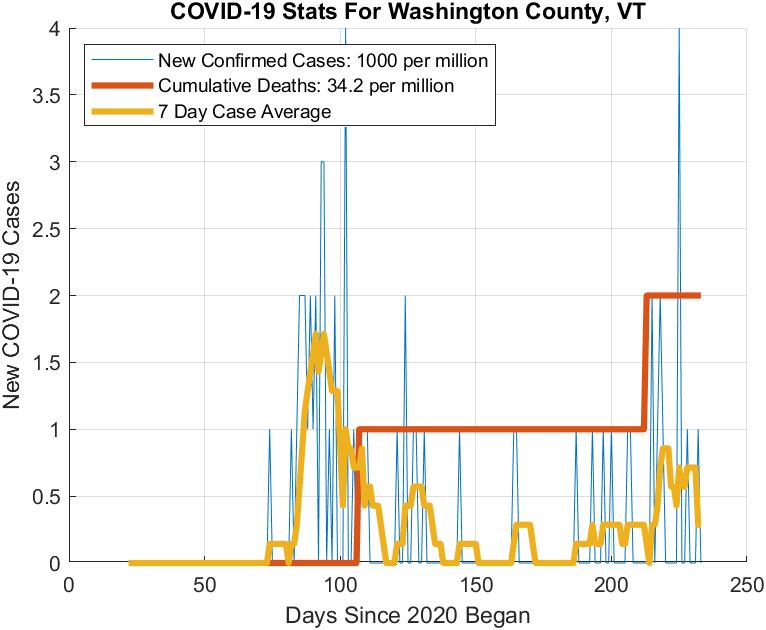 COVID-19 Stats For Washington County, VT
New Confirmed Cases: 1000 per million
Cumulative Deaths: 34.2 per million
7 Day Case Average
New COVID-19 Cases
4
3.5
3
2.5
2
1.5
1
0.5
0
0 50 100 150 200 250
Days Since 2020 Began